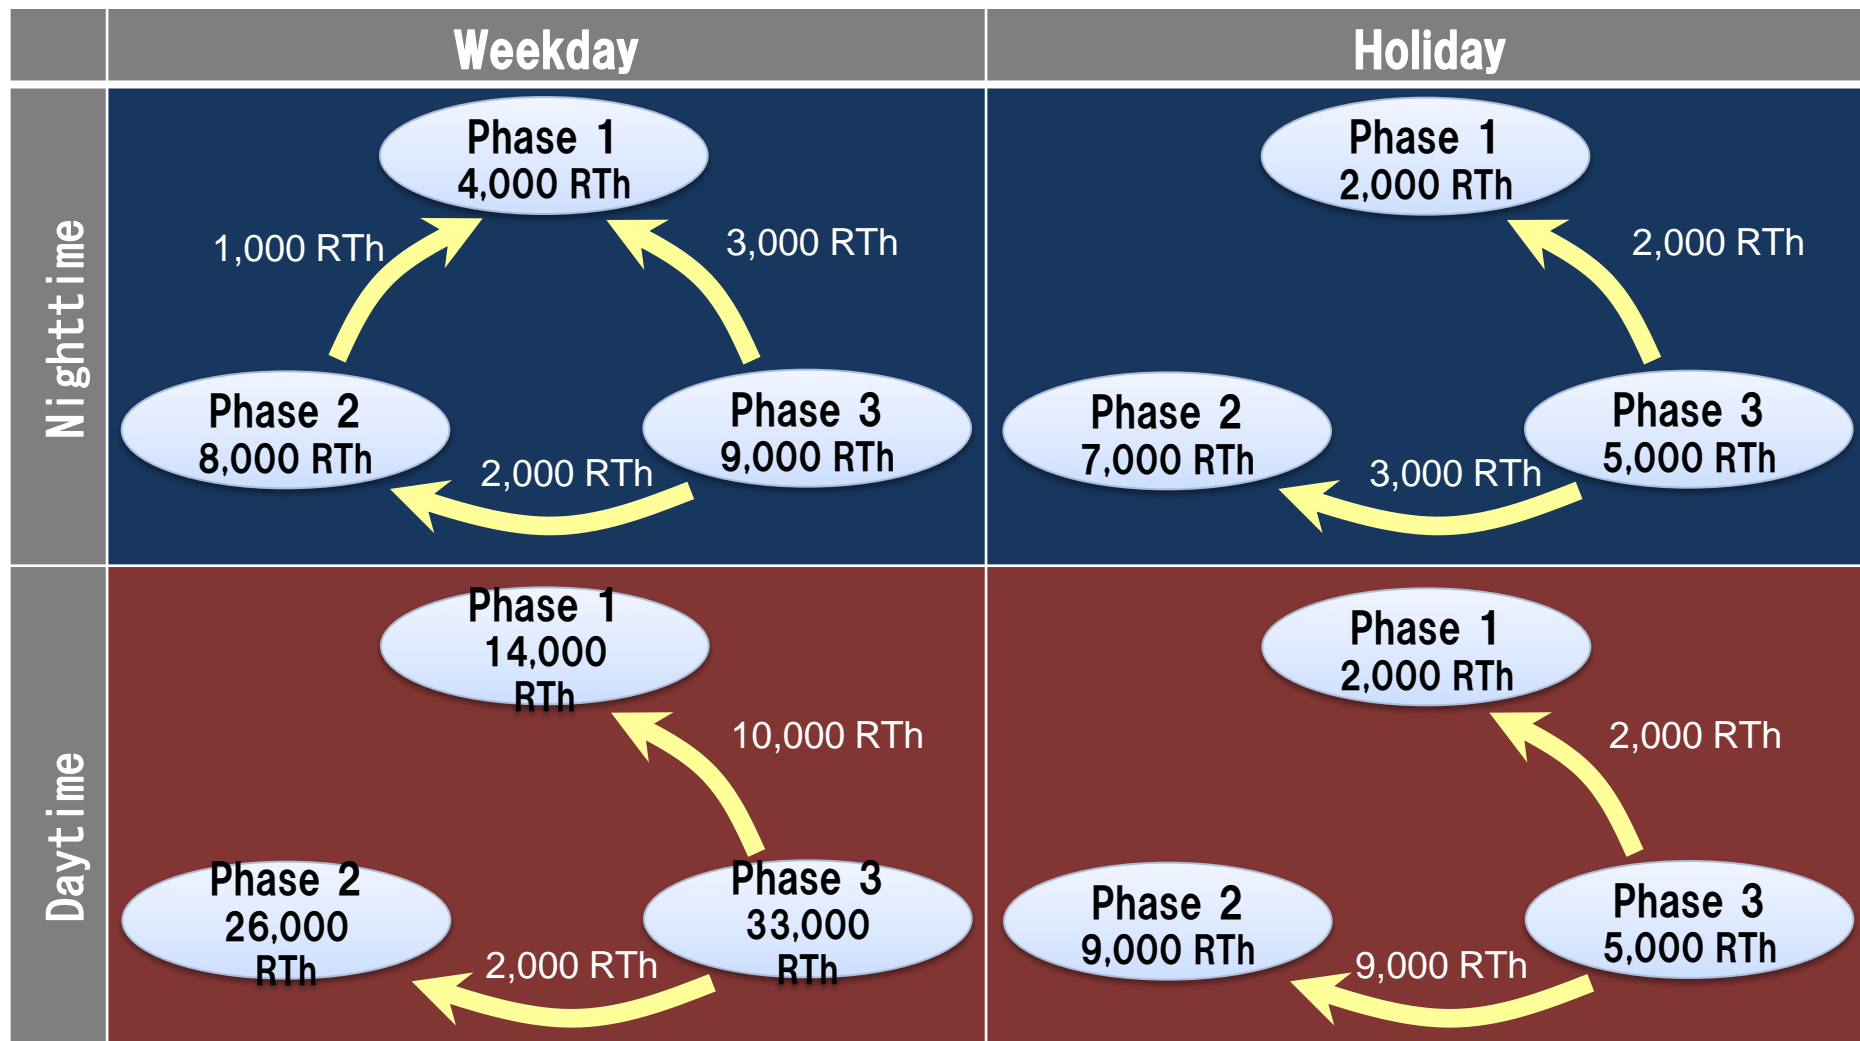 Weekday
Holiday
Nighttime
Phase 1
4,000 RTh
1,000 RTh
3,000 RTh
Phase 2
8,000 RTh
Phase 3
9,000 RTh
2,000 RTh
Phase 1
2,000 RTh
2,000 RTh
Phase 2
7,000 RTh
Phase 3
5,000 RTh
3,000 RTh
Daytime
Phase 1
14,000
RTh
10,000 RTh
Phase 2
26,000
RTh
Phase 3
33,000
RTh
2,000 RTh
Phase 1
2,000 RTh
2,000 RTh
Phase 2
9,000 RTh
Phase 3
5,000 RTh
9,000 RTh